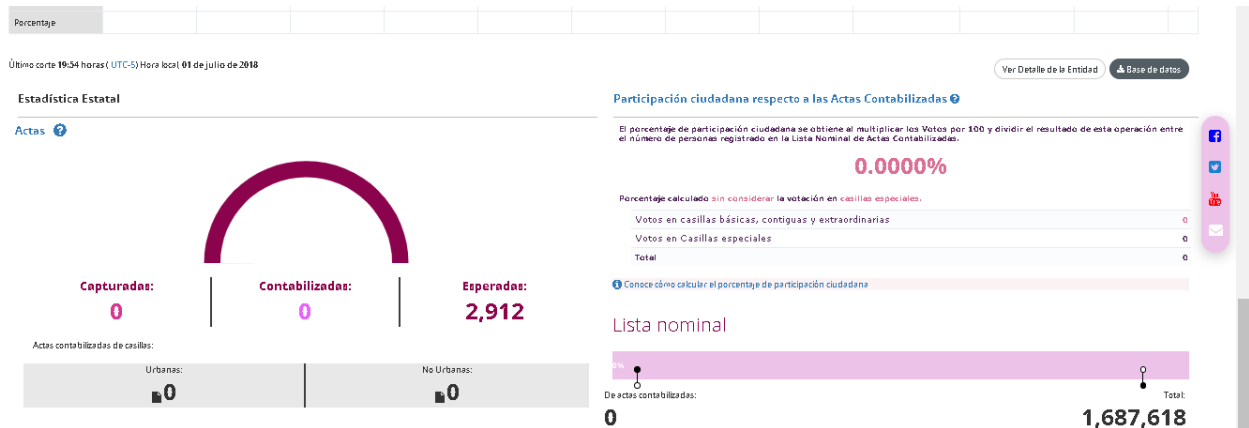 Porcentaje
Último corte 19:54 horas ( UTC-5) Hora local, 01 de julio de 2018
Ver Detalle de la Entidad
Base de datos
Estadística Estatal
Participación ciudadana respecto a las Actas Contabilizadas ?
Actas ?
El porcentaje de participación ciudadana se obtiene al multiplicar los Votos por 100 y dividir el resultado de esta operación entre
el número de personas registrado en la Lista Nominal de Actas Contabilizadas.
0.0000%
Porcentaje calculado sin considerar la votación en casillas especiales.
Votos en casillas básicas, contiguas y extraordinarias 0
Votos en Casillas especiales 0
Total 0
Capturadas: Contabilizadas: Esperadas:
0 0 2,912
Conoce cómo calcular el porcentaje de participación ciudadana
Lista nominal
Actas contabilizadas de casillas:
Urbanas: No Urbanas:
0 0
0%
De actas contabilizadas: Total:
0 1,687,618